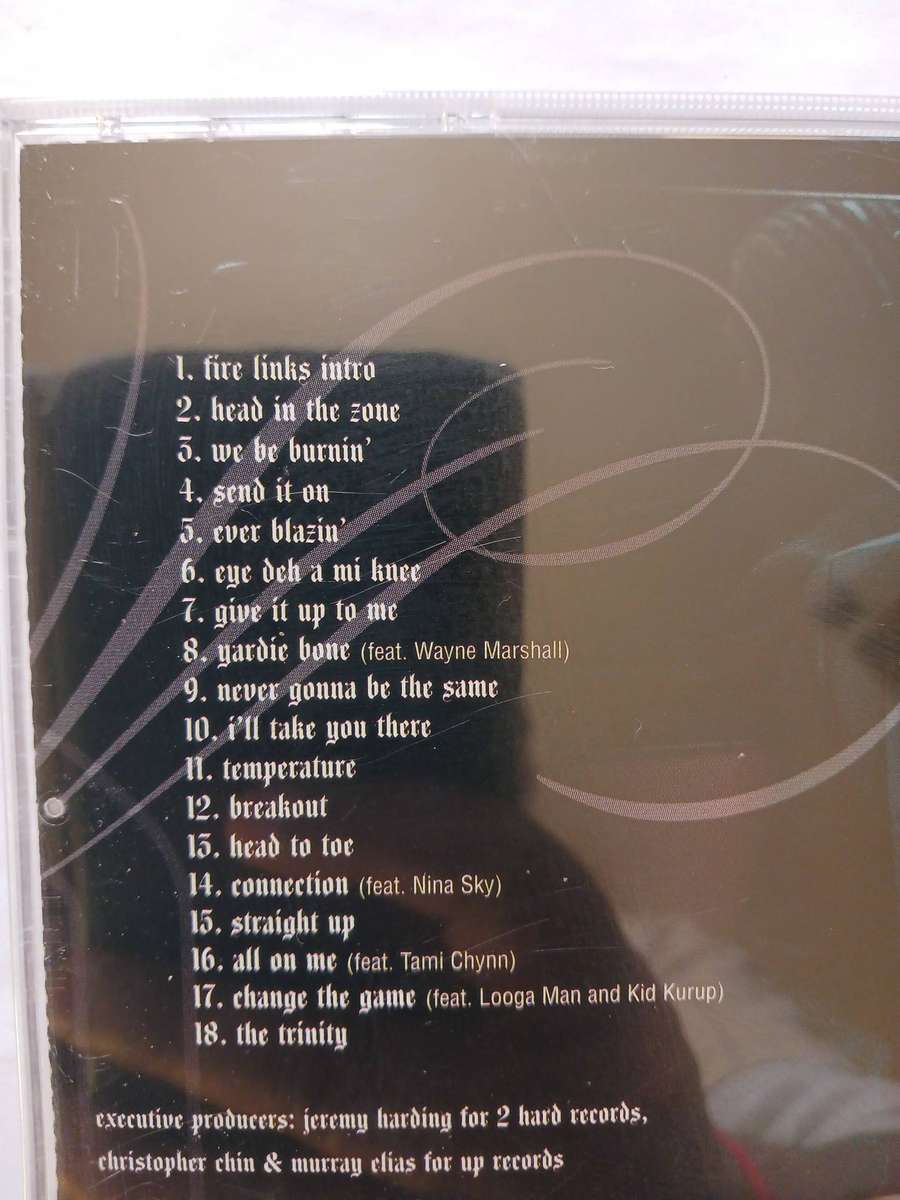 1. fire links intro
2. head in the zone
3. we be burnin'
4. send it on
5. ever blazin'
6. eye deh a mi knee
7. give it up to me
8. yardie bone (feat. Wayne Marshall)
9. never gonna be the same
10. i'll take you there
11. temperature
12. breakout
13. head to toe
14. connection (feat. Nina Sky)
15. straight up
16. all on me (feat. Tami Chynn)
17. change the game (feat. Looga Man and Kid Kurup)
18. the trinity
executive producers: jeremy harding for 2 hard records,
christopher chin & murray elias for up records